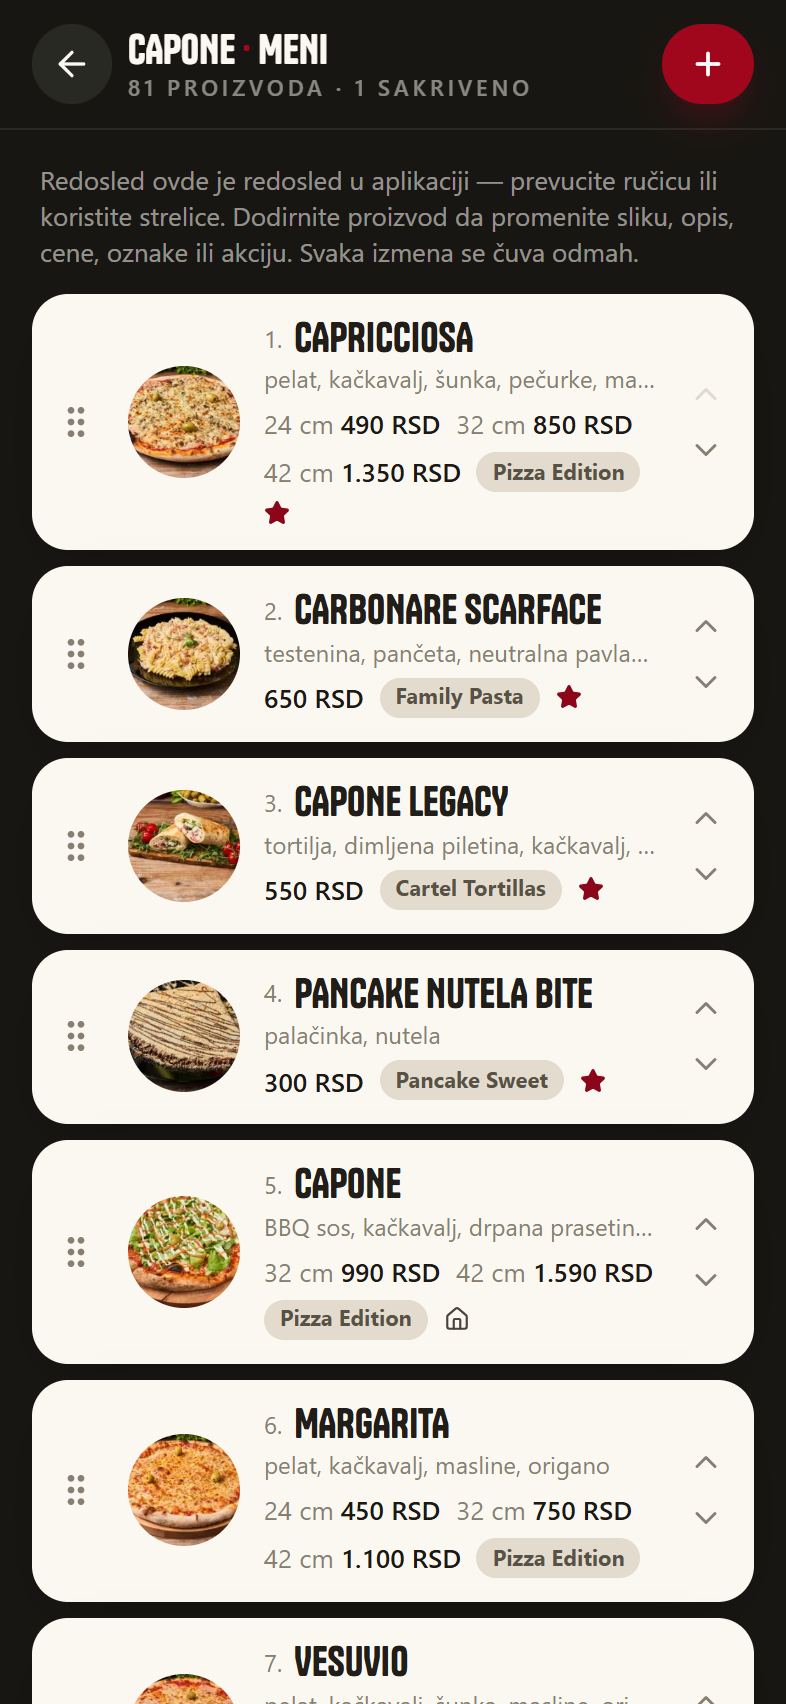 CAPONE · MENI
81 PROIZVODA · 1 SAKRIVENO
Redosled ovde je redosled u aplikaciji — prevucite ručicu ili
koristite strelice. Dodirnite proizvod da promenite sliku, opis,
cene, oznake ili akciju. Svaka izmena se čuva odmah.
1. CAPRICCIOSA
pelat, kačkavalj, šunka, pečurke, ma...
24 cm 490 RSD 32 cm 850 RSD
42 cm 1.350 RSD Pizza Edition
2. CARBONARE SCARFACE
testenina, pančeta, neutralna pavla...
650 RSD Family Pasta
3. CAPONE LEGACY
tortilja, dimljena piletina, kačkavalj, ...
550 RSD Cartel Tortillas
4. PANCAKE NUTELA BITE
palačinka, nutela
300 RSD Pancake Sweet
5. CAPONE
BBQ sos, kačkavalj, drpana prasetin...
32 cm 990 RSD 42 cm 1.590 RSD
Pizza Edition
6. MARGARITA
pelat, kačkavalj, masline, origano
24 cm 450 RSD 32 cm 750 RSD
42 cm 1.100 RSD Pizza Edition
7. VESUVIO
pelat, kačkavalj, šunka, masline, ori...